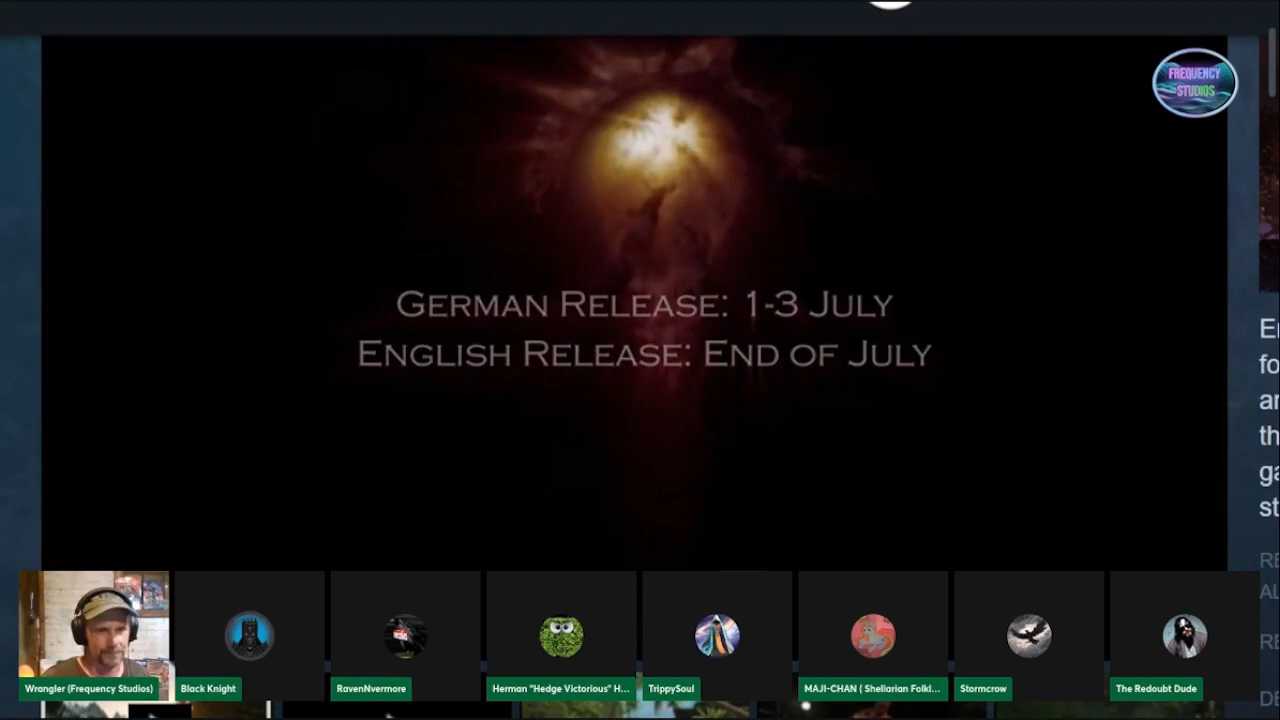 FREQUENCY
STUDIOS
GERMAN RELEASE: 1-3 JULY
ENGLISH RELEASE: END OF JULY
Wrangler (Frequency Studios)
Black Knight
RavenNvermore
Herman "Hedge Victorious" H...
TrippySoul
MAJI-CHAN ( Shellarian Folkl...
Stormcrow
The Redoubt Dude